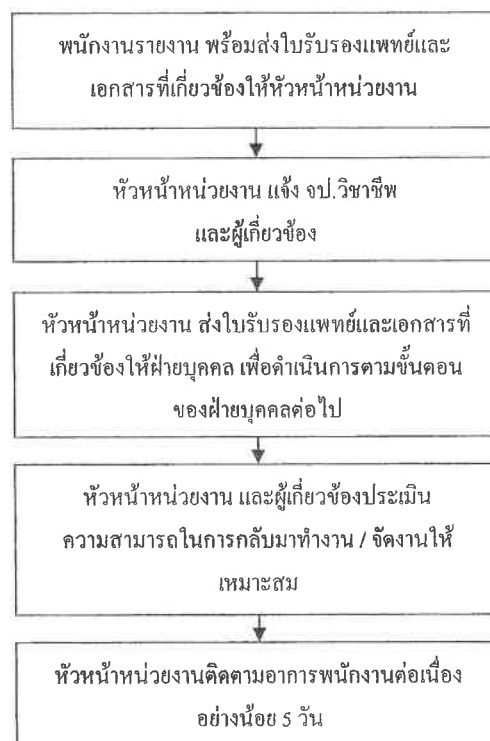 พนักงานรายงาน พร้อมส่งใบรับรองแพทย์และ
เอกสารที่เกี่ยวข้องให้หัวหน้าหน่วยงาน
หัวหน้าหน่วยงาน แจ้ง จป.วิชาชีพ
และผู้เกี่ยวข้อง
หัวหน้าหน่วยงาน ส่งใบรับรองแพทย์และเอกสารที่
เกี่ยวข้องให้ฝ่ายบุคคล เพื่อดำเนินการตามขั้นตอน
ของฝ่ายบุคคลต่อไป
หัวหน้าหน่วยงาน และผู้เกี่ยวข้องประเมิน
ความสามารถในการกลับมาทำงาน / จัดงานให้
เหมาะสม
หัวหน้าหน่วยงานติดตามอาการพนักงานต่อเนื่อง
อย่างน้อย 5 วัน